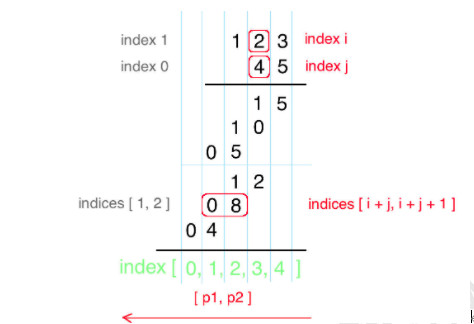 index 1 1 2 3 index i
index 0 4 5 index j
1 5
1 0
0 5
1 2
indices [ 1, 2 ] 0 8 indices [ i + j, i + j + 1 ]
0 4
index [ 0, 1, 2, 3, 4 ]
[ p1, p2 ]